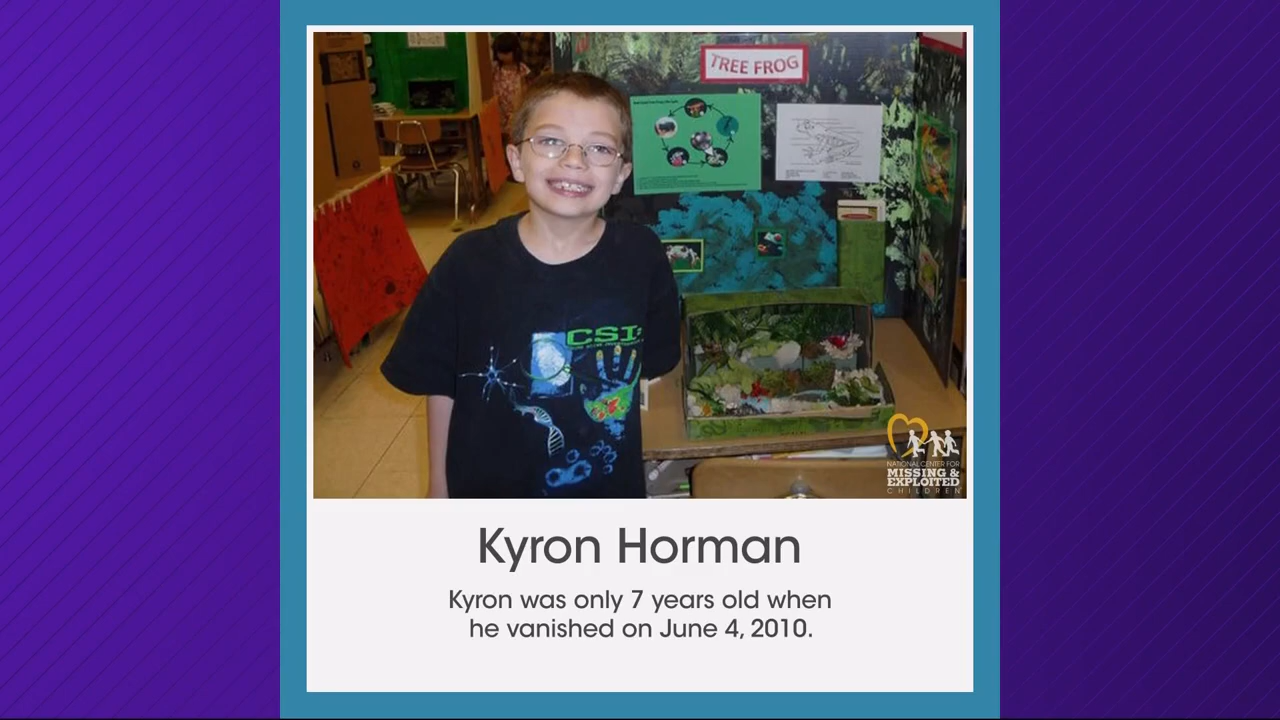 TREE FROG
CSI:
NATIONAL CENTER FOR
MISSING &
EXPLOITED
CHILDREN
Kyron Horman
Kyron was only 7 years old when
he vanished on June 4, 2010.